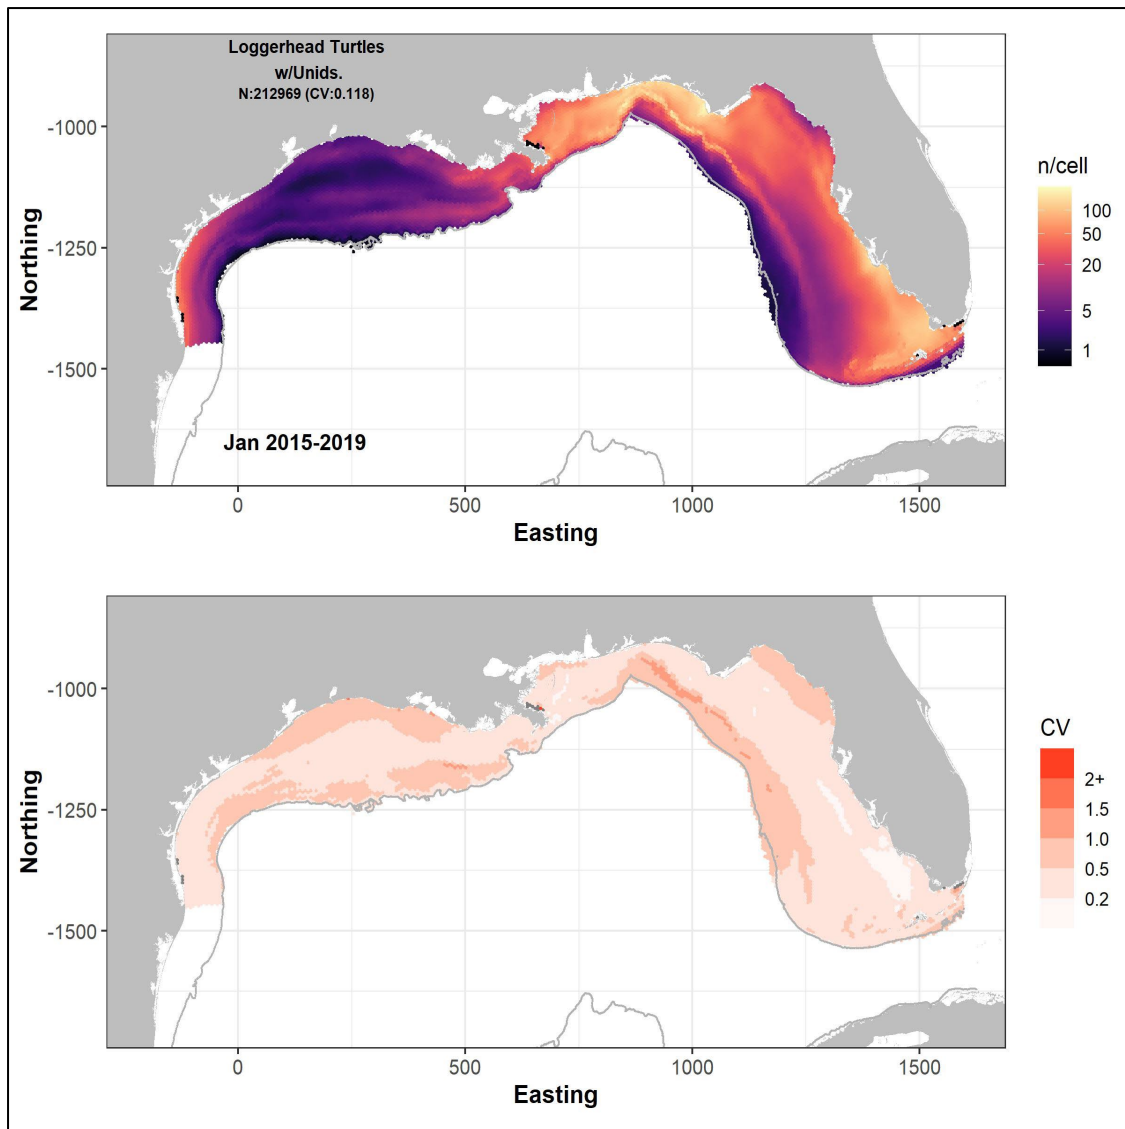 Loggerhead Turtles
w/Unids.
N:212969 (CV:0.118)
-1000
-1250
-1500
Northing
Jan 2015-2019
0 500 1000 1500
Easting
n/cell
100
50
20
5
1
-1000
-1250
-1500
Northing
0 500 1000 1500
Easting
CV
2+
1.5
1.0
0.5
0.2